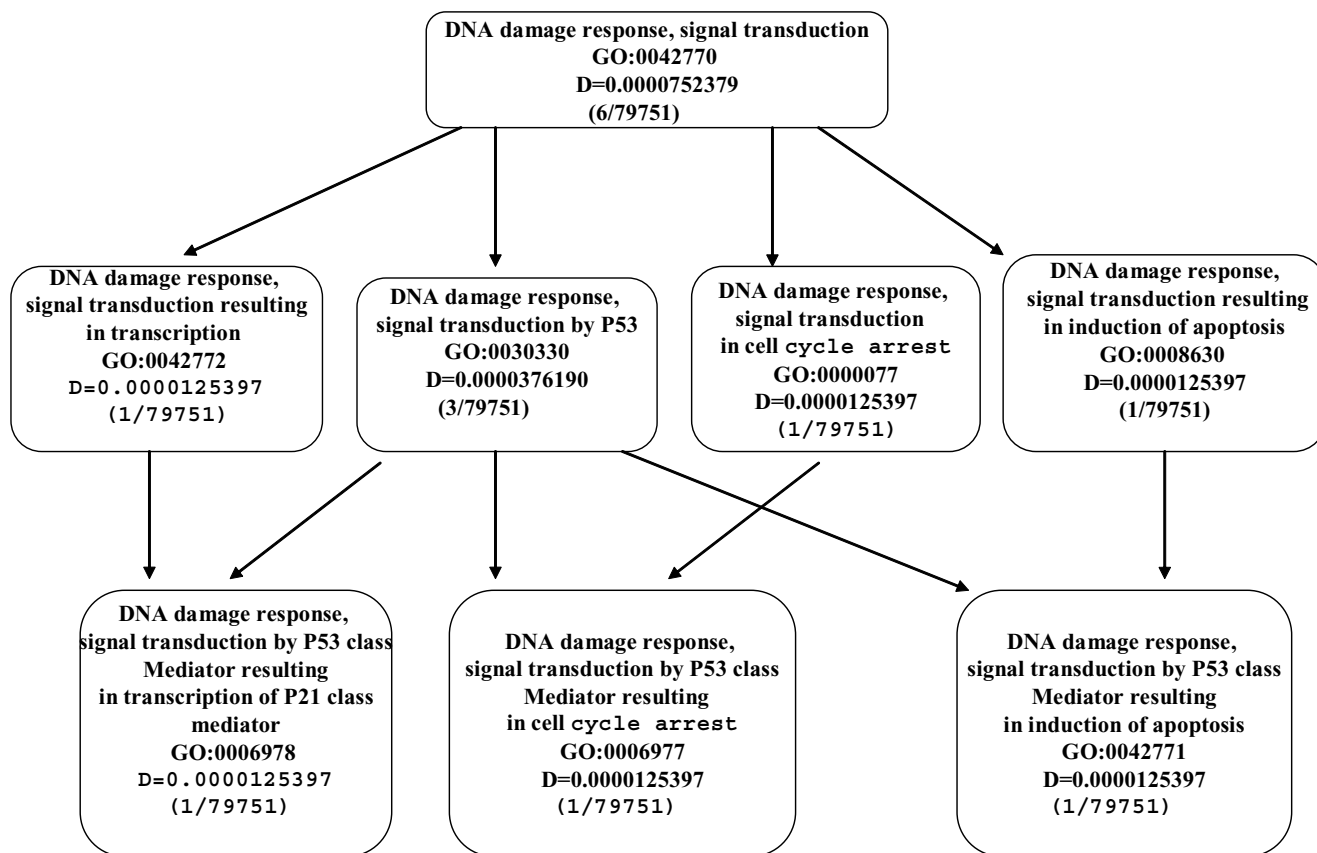 DNA damage response, signal transduction
GO:0042770
D=0.0000752379
(6/79751)
DNA damage response,
signal transduction resulting
in transcription
GO:0042772
D=0.0000125397
(1/79751)
DNA damage response,
signal transduction by P53
GO:0030330
D=0.0000376190
(3/79751)
DNA damage response,
signal transduction
in cell cycle arrest
GO:0000077
D=0.0000125397
(1/79751)
DNA damage response,
signal transduction resulting
in induction of apoptosis
GO:0008630
D=0.0000125397
(1/79751)
DNA damage response,
signal transduction by P53 class
Mediator resulting
in transcription of P21 class
mediator
GO:0006978
D=0.0000125397
(1/79751)
DNA damage response,
signal transduction by P53 class
Mediator resulting
in cell cycle arrest
GO:0006977
D=0.0000125397
(1/79751)
DNA damage response,
signal transduction by P53 class
Mediator resulting
in induction of apoptosis
GO:0042771
D=0.0000125397
(1/79751)